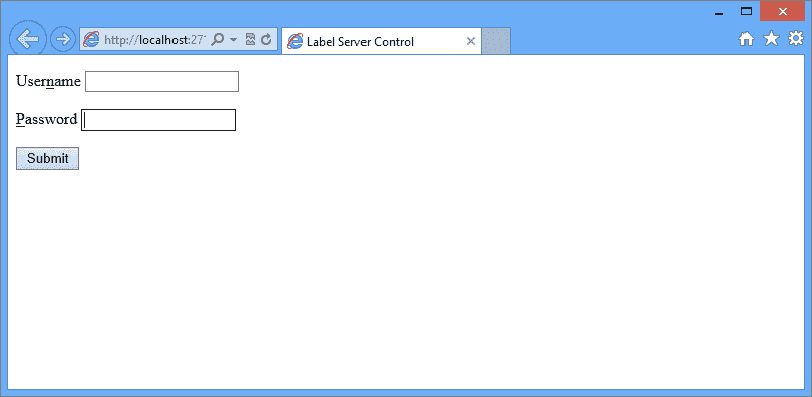 http://localhost:27
Label Server Control
Username
Password
Submit